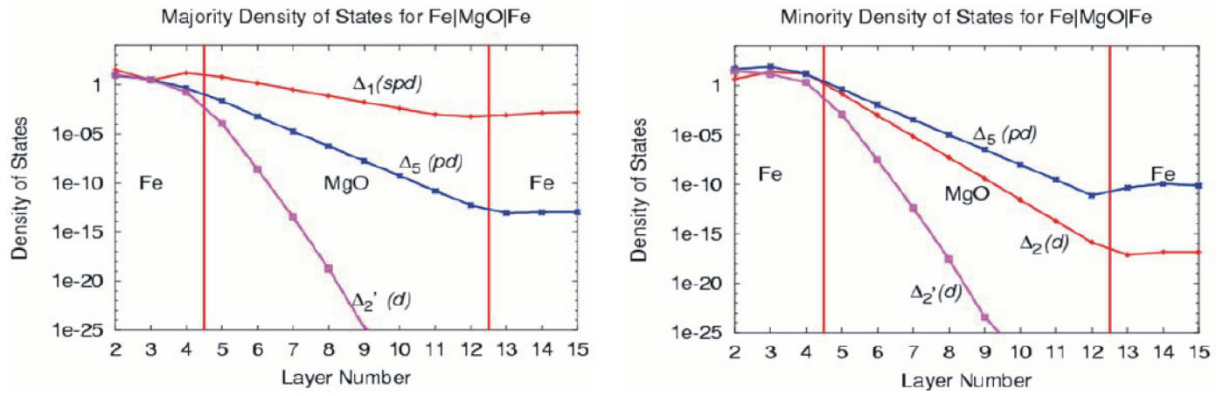 Majority Density of States for Fe|MgO|Fe
Density of States
1
1e-05
1e-10
1e-15
1e-20
1e-25
Δ1(spd)
Δ5 (pd)
Fe
MgO
Fe
Δ2' (d)
2 3 4 5 6 7 8 9 10 11 12 13 14 15
Layer Number
Minority Density of States for Fe|MgO|Fe
Density of States
1
1e-05
1e-10
1e-15
1e-20
1e-25
Δ5 (pd)
Fe
MgO
Fe
Δ2(d)
Δ2'(d)
2 3 4 5 6 7 8 9 10 11 12 13 14 15
Layer Number